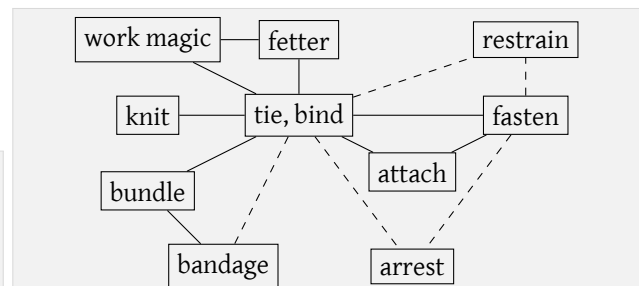 work magic
fetter
restrain
knit
tie, bind
fasten
attach
bundle
bandage
arrest